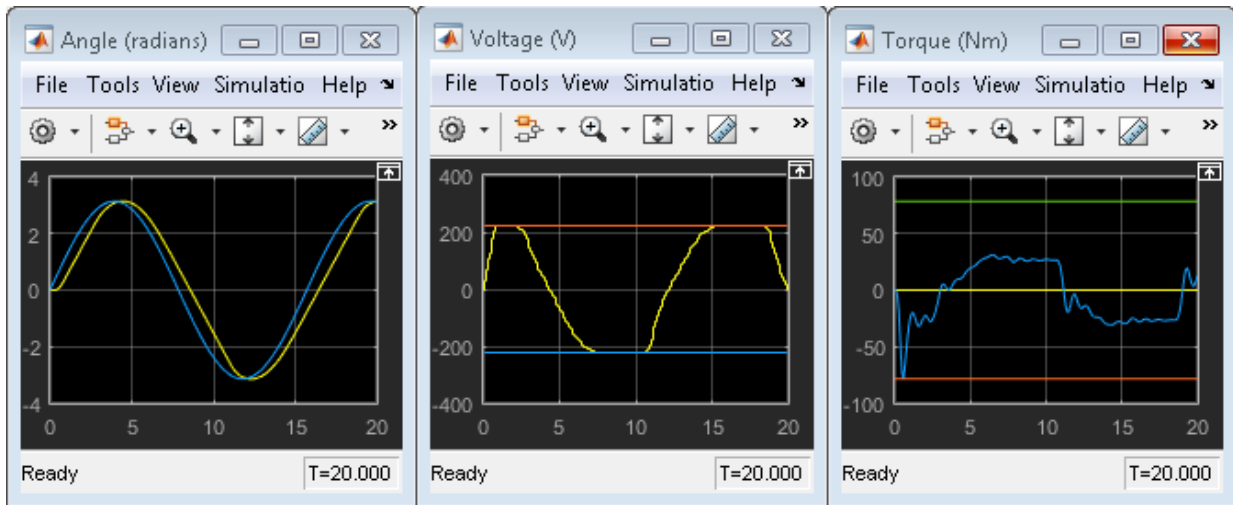 Angle (radians)
File Tools View Simulatio Help
4
2
0
-2
-4
0 5 10 15 20
Ready T=20.000
Voltage (V)
File Tools View Simulatio Help
400
200
0
-200
-400
0 5 10 15 20
Ready T=20.000
Torque (Nm)
File Tools View Simulatio Help
100
50
0
-50
-100
0 5 10 15 20
Ready T=20.000